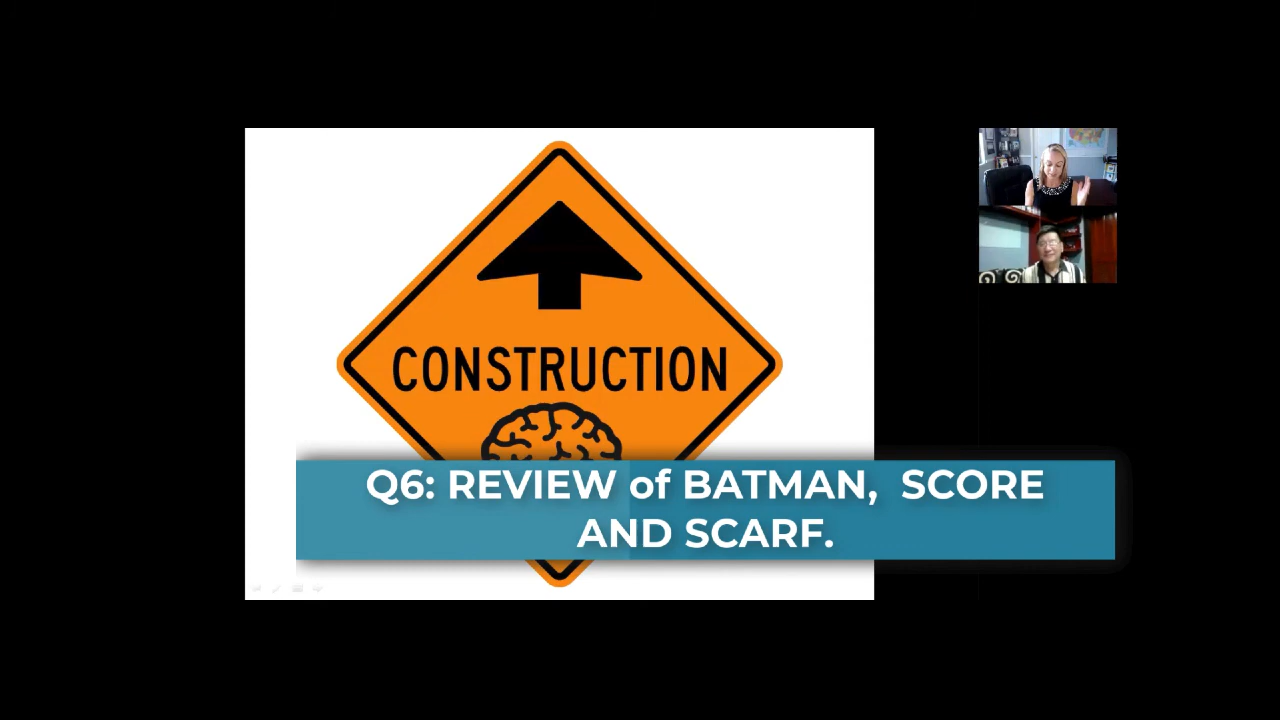 CONSTRUCTION
Q6: REVIEW of BATMAN,  SCORE
AND SCARF.